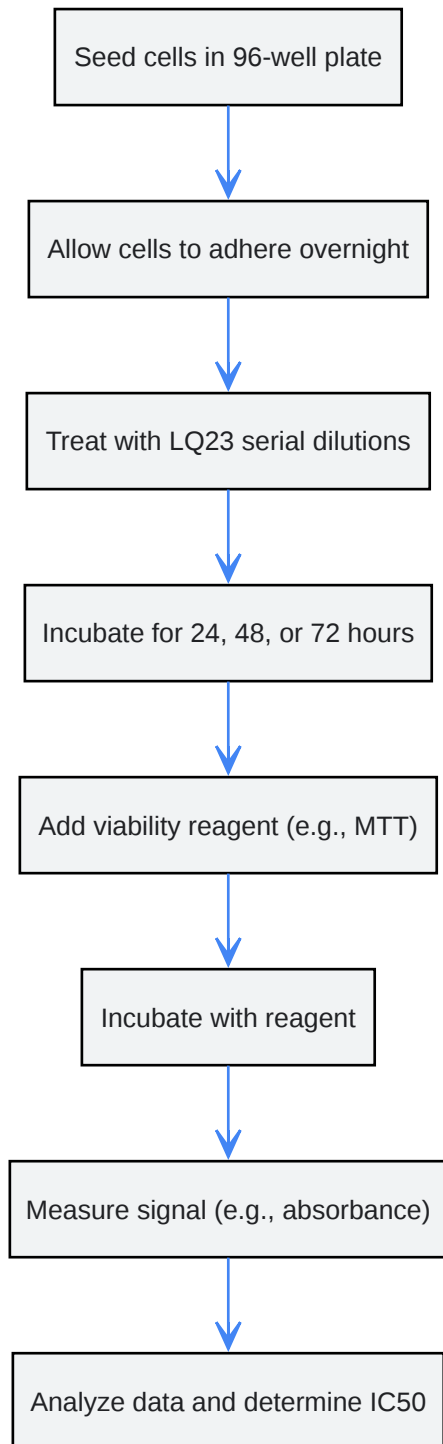 Seed cells in 96-well plate
Allow cells to adhere overnight
Treat with LQ23 serial dilutions
Incubate for 24, 48, or 72 hours
Add viability reagent (e.g., MTT)
Incubate with reagent
Measure signal (e.g., absorbance)
Analyze data and determine IC50